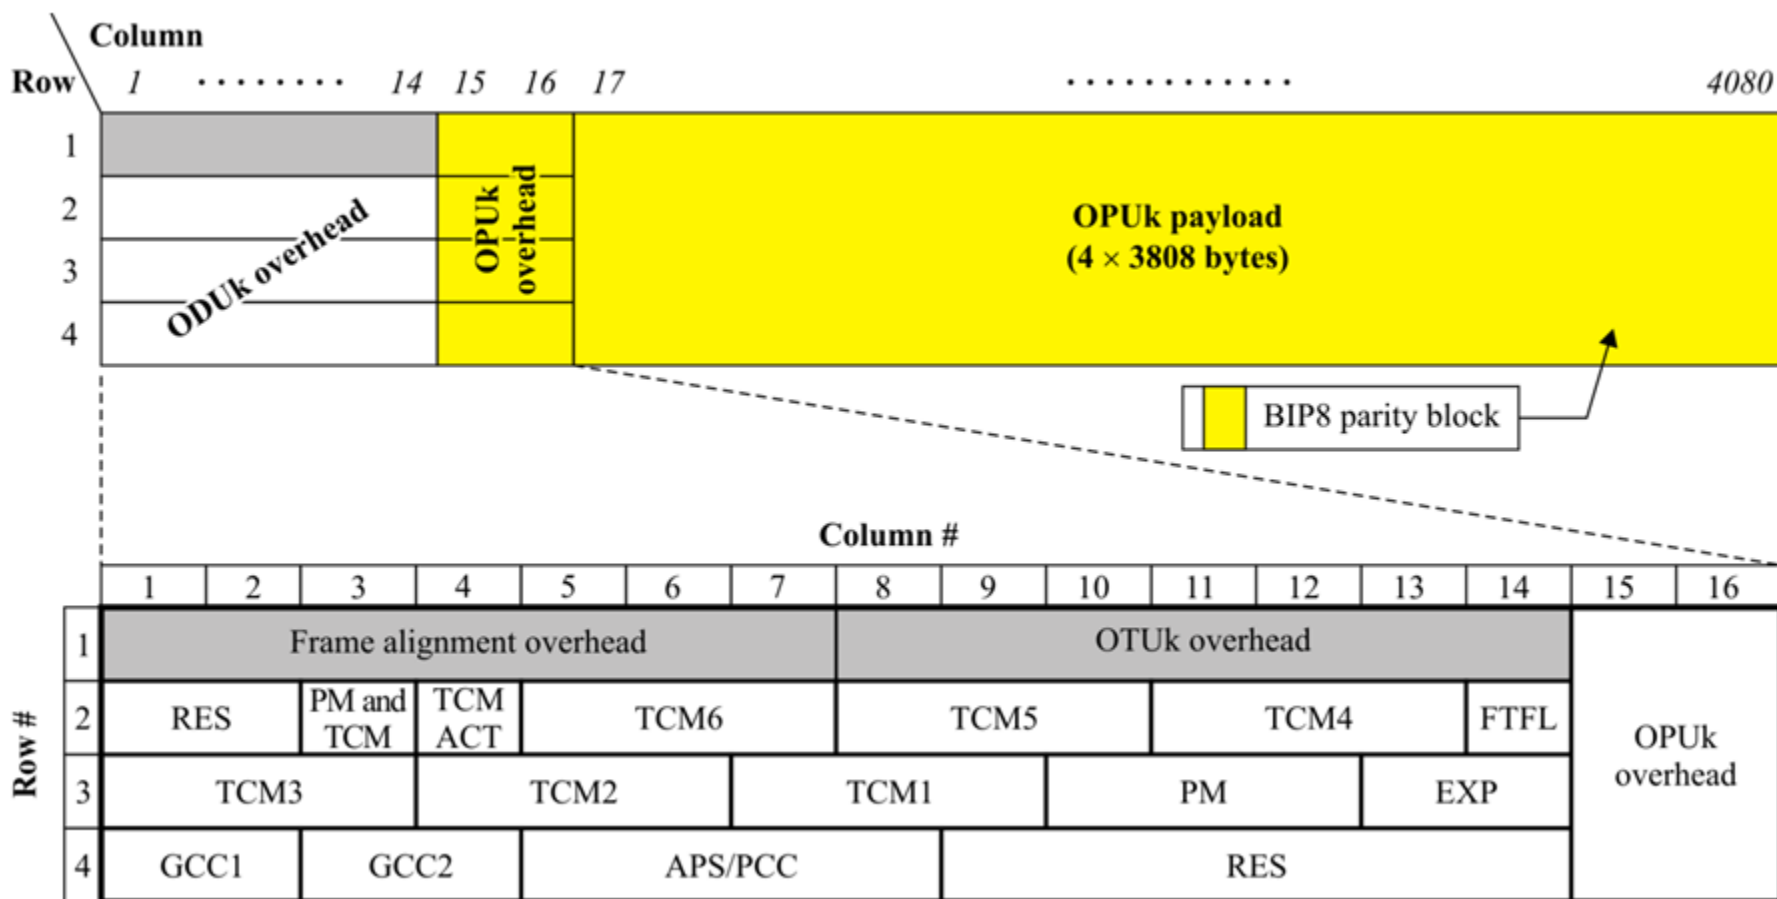 Column
Row 1 ........ 14 15 16 17 ............ 4080
1
2
3
4
ODUk overhead
OPUk
overhead
OPUk payload
(4 × 3808 bytes)
BIP8 parity block
Column #
1 2 3 4 5 6 7 8 9 10 11 12 13 14 15 16
Row #
1 Frame alignment overhead OTUk overhead
2 RES PM and TCM TCM ACT TCM6 TCM5 TCM4 FTFL
3 TCM3 TCM2 TCM1 PM EXP
4 GCC1 GCC2 APS/PCC RES
OPUk
overhead